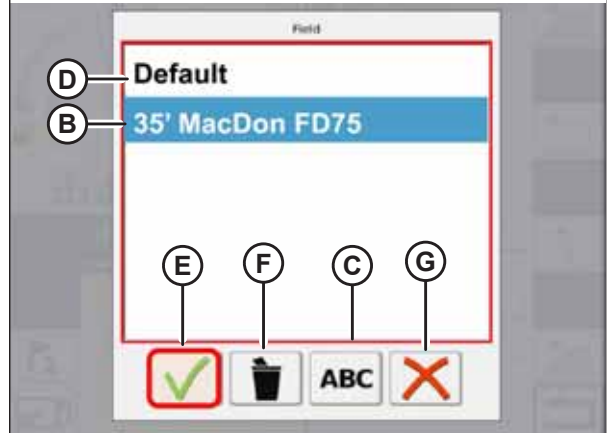 Field
D Default
B 35' MacDon FD75
E F C G
ABC